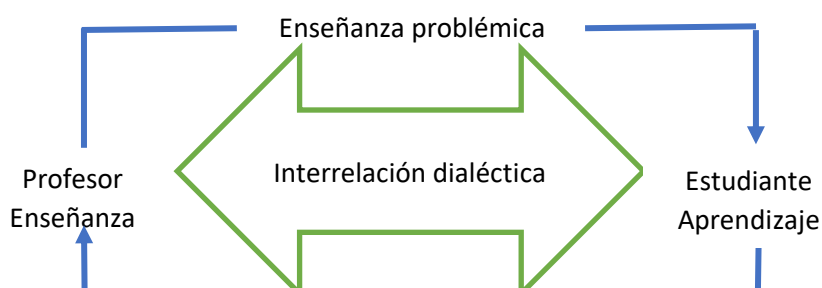 Enseñanza problémica
Interrelación dialéctica
Profesor
Enseñanza
Estudiante
Aprendizaje